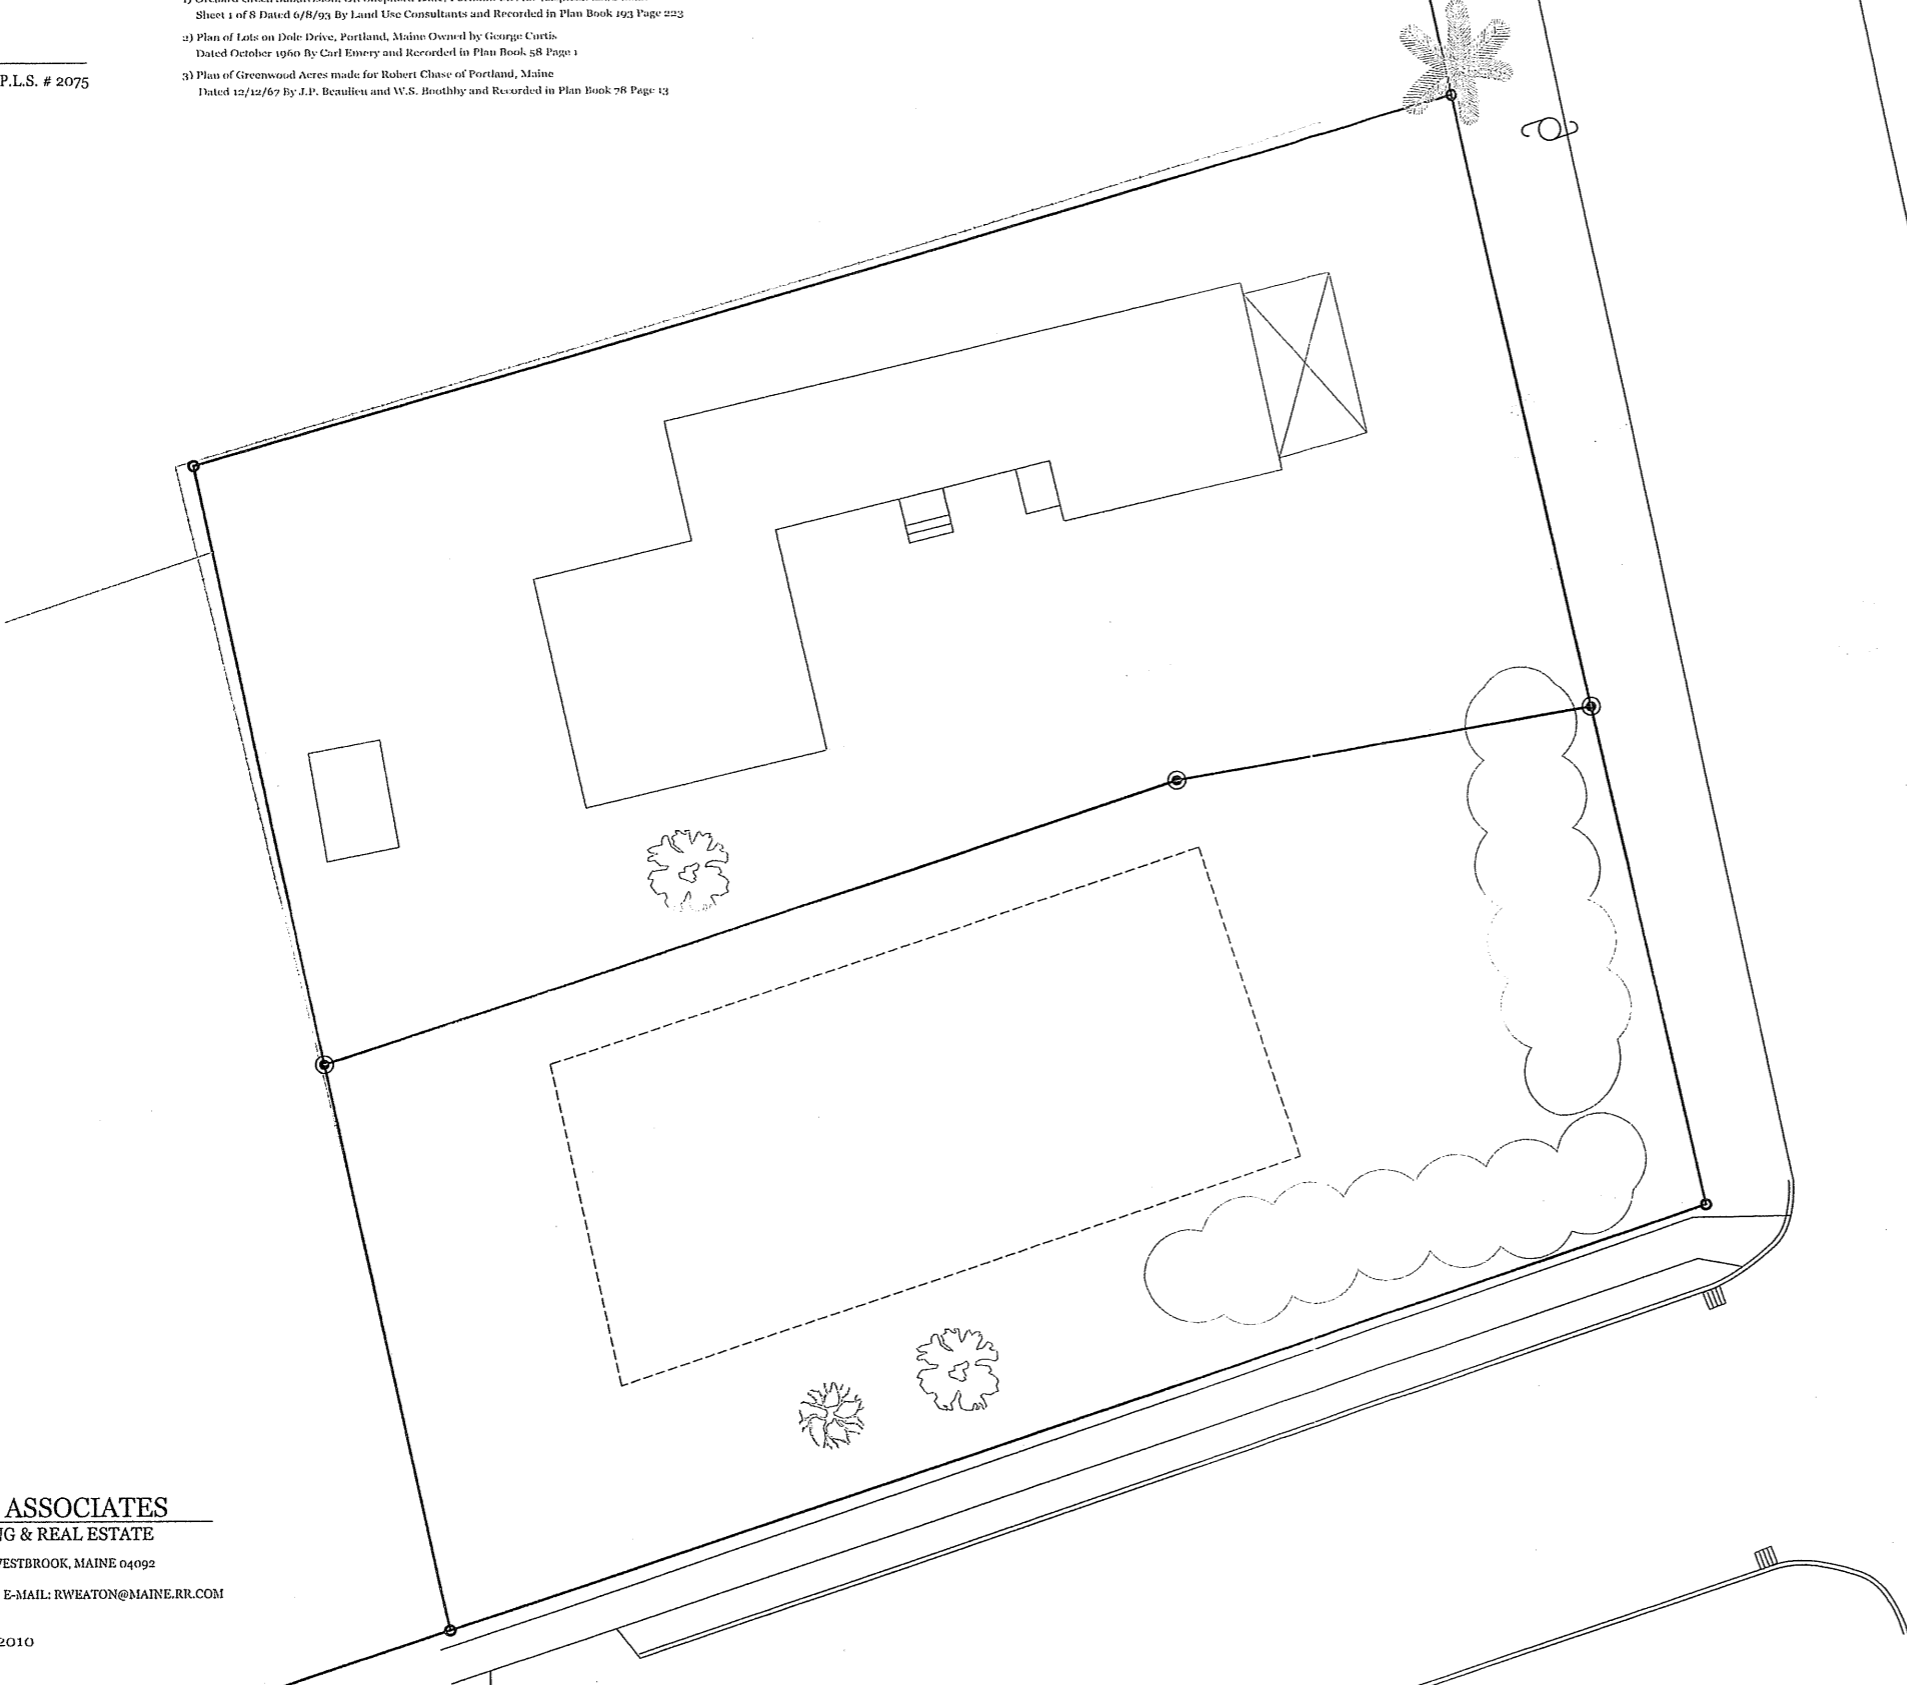 Sheet 1 of 8 Dated 6/8/93 By Land Use Consultants and Recorded in Plan Book 193 Page 223
2) Plan of Lots on Dole Drive, Portland, Maine Owned by George Curtis
Dated October 1960 By Carl Emery and Recorded in Plan Book 58 Page 1
P.L.S. # 2075
3) Plan of Greenwood Acres made for Robert Chase of Portland, Maine
Dated 12/12/67 By J.P. Beaulieu and W.S. Boothby and Recorded in Plan Book 78 Page 13
ASSOCIATES
NG & REAL ESTATE
WESTBROOK, MAINE 04092
E-MAIL: RWEATON@MAINE.RR.COM
2010